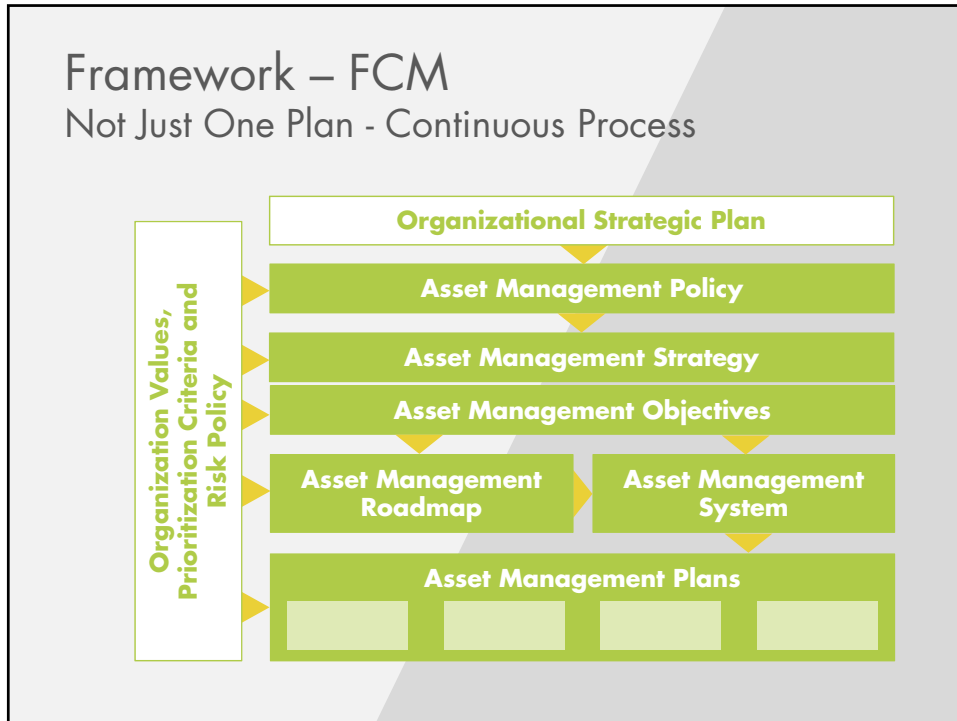 Framework – FCM
Not Just One Plan - Continuous Process
Organization Values,
Prioritization Criteria and
Risk Policy
Organizational Strategic Plan
Asset Management Policy
Asset Management Strategy
Asset Management Objectives
Asset Management
Roadmap
Asset Management
System
Asset Management Plans